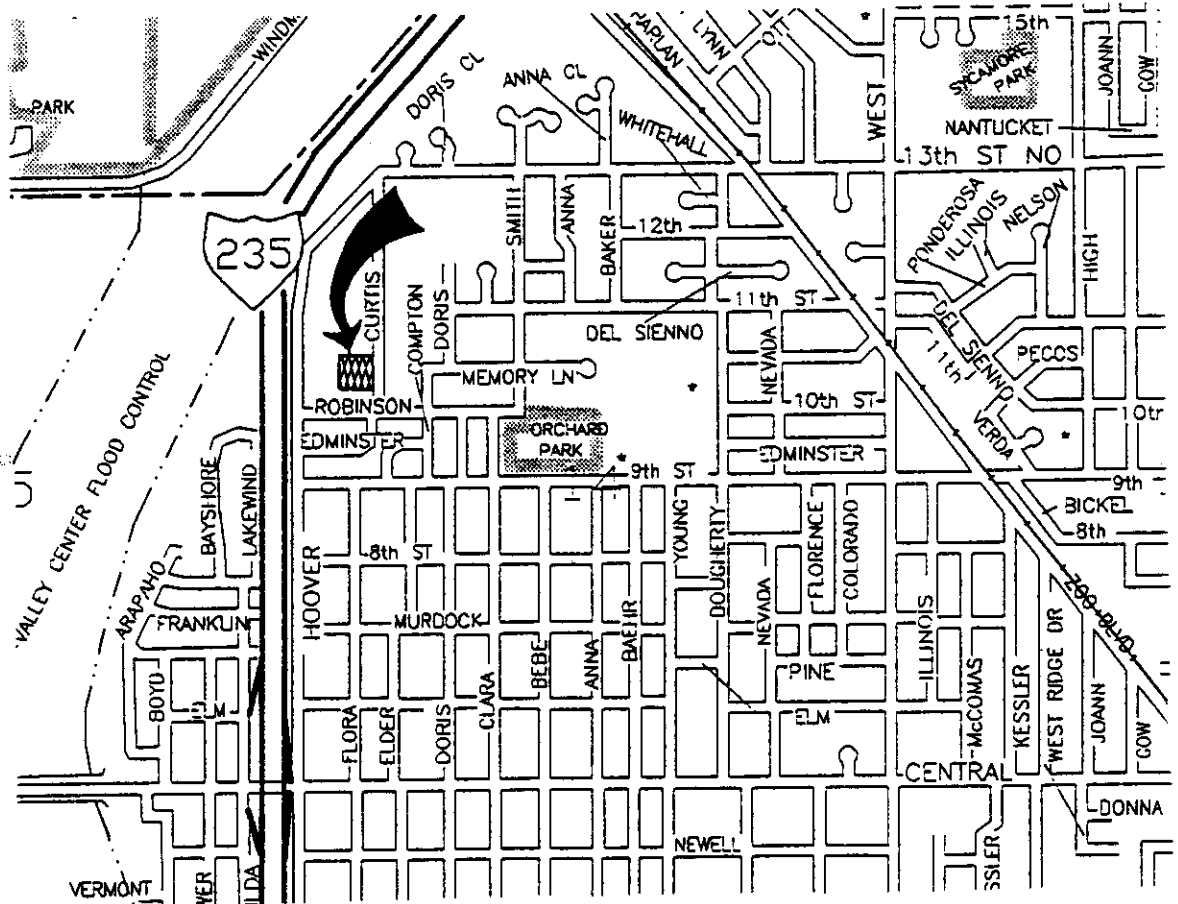 15th
WINDM
LYNN
OTT
WEST
SYCAMORE
PARK
JOANN
GOW
PARK
DORIS CL
ANNA CL
WHITEHALL
NANTUCKET
13th ST NO
235
CURTIS
COMPTON
DORIS
SMITH
ANNA
BAKER
12th
PONDEROSA
ILLINOIS
NELSON
HIGH
11th ST
DEL SIENNO
NEVADA
DEL SIENNO
11th
PECOS
MEMORY LN
10th ST
ROBINSON
EDMINSTER
ORCHARD
PARK
EDMINSTER
VERDA
9th ST
9th
BICKEL
8th
VALLEY CENTER FLOOD CONTROL
BAYSHORE
LAKEWIND
ARAPAHO
FRANKLIN
BOYD
ELM
HOOVER
8th ST
MURDOCK
FLORA
ELDER
DORIS
CLARA
BEBE
ANNA
BAEHR
YOUNG
DOUGHERTY
NEVADA
FLORENCE
COLORADO
PINE
ELM
ILLINOIS
McCOMAS
KESSLER
WEST RIDGE DR
ZOO BLVD
JOANN
GOW
CENTRAL
DONNA
NEWELL
SSLER
VERMONT
WER
ILDA